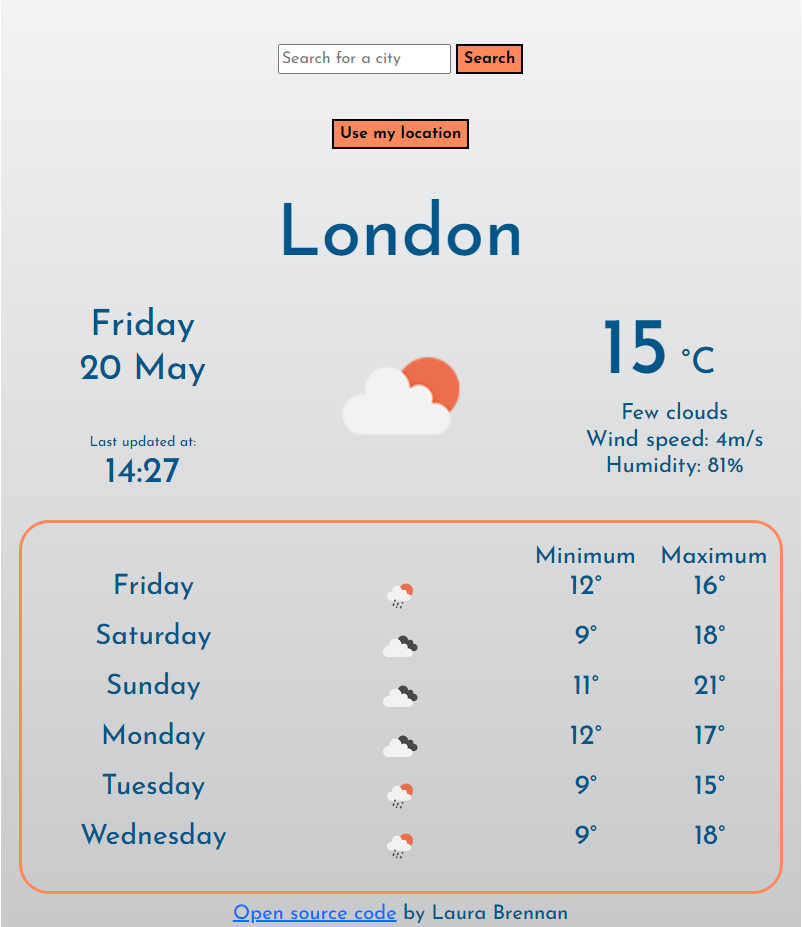 Search for a city Search
Use my location
London
Friday
20 May
Last updated at:
14:27
15 °C
Few clouds
Wind speed: 4m/s
Humidity: 81%
Minimum Maximum
Friday 12° 16°
Saturday 9° 18°
Sunday 11° 21°
Monday 12° 17°
Tuesday 9° 15°
Wednesday 9° 18°
Open source code by Laura Brennan